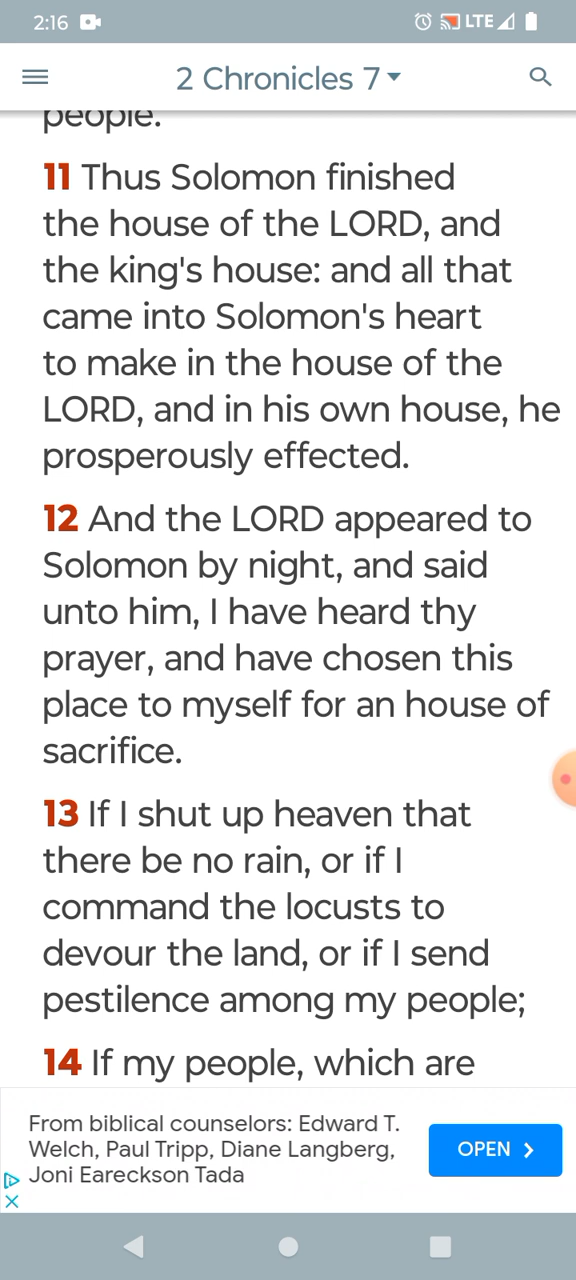 2:16
LTE
2 Chronicles 7
people.
11 Thus Solomon finished
the house of the LORD, and
the king's house: and all that
came into Solomon's heart
to make in the house of the
LORD, and in his own house, he
prosperously effected.
12 And the LORD appeared to
Solomon by night, and said
unto him, I have heard thy
prayer, and have chosen this
place to myself for an house of
sacrifice.
13 If I shut up heaven that
there be no rain, or if I
command the locusts to
devour the land, or if I send
pestilence among my people;
14 If my people, which are
From biblical counselors: Edward T.
Welch, Paul Tripp, Diane Langberg,
Joni Eareckson Tada
OPEN